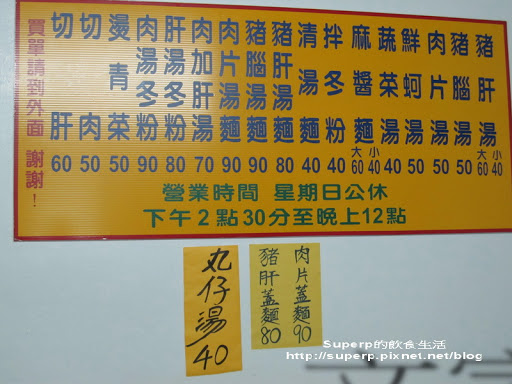 買單請到外面 謝謝!
切肝 60
切肉 50
燙青菜 50
肉湯冬粉 90
肝湯冬粉 80
肉加肝湯 70
肉片湯麵 90
豬腦湯麵 90
豬肝湯麵 80
清湯麵 40
拌冬粉 40
麻醬麵 大60 小40
蔬菜湯 40
鮮蚵湯 50
肉片湯 50
豬腦湯 50
豬肝湯 大60 小40
營業時間 星期日公休
下午2點30分至晚上12點
丸仔湯40
肉片蓋麵90
豬肝蓋麵80
Superp的飲食生活
http://superp.pixnet.net/blog